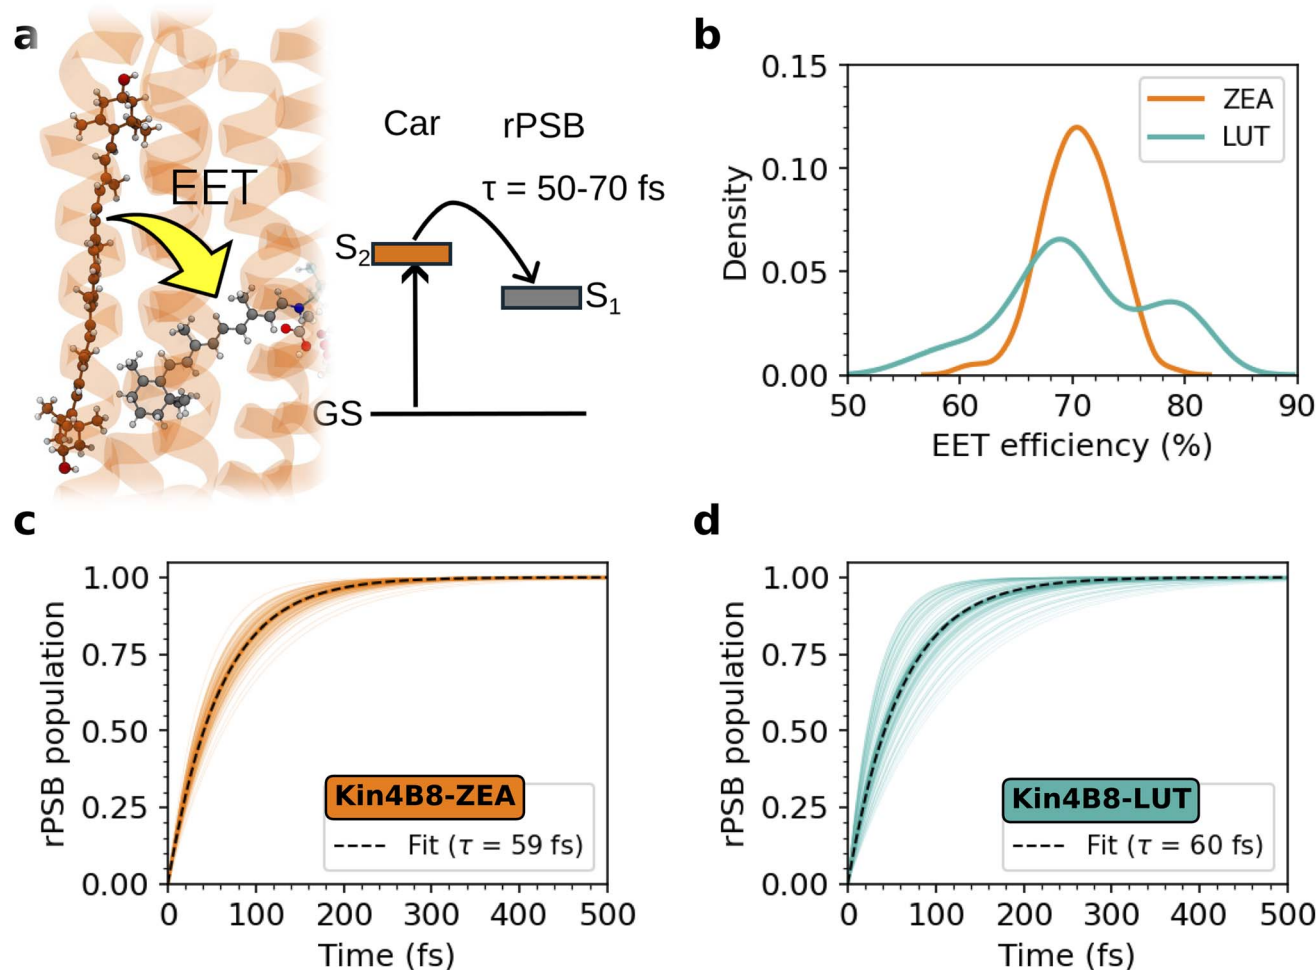 a
EET
Car rPSB
τ = 50-70 fs
S₂
S₁
GS
b
0.15
0.10
0.05
0.00
Density
ZEA
LUT
50 60 70 80 90
EET efficiency (%)
c
1.00
0.75
0.50
0.25
0.00
rPSB population
Kin4B8-ZEA
Fit (τ = 59 fs)
0 100 200 300 400 500
Time (fs)
d
1.00
0.75
0.50
0.25
0.00
rPSB population
Kin4B8-LUT
Fit (τ = 60 fs)
0 100 200 300 400 500
Time (fs)